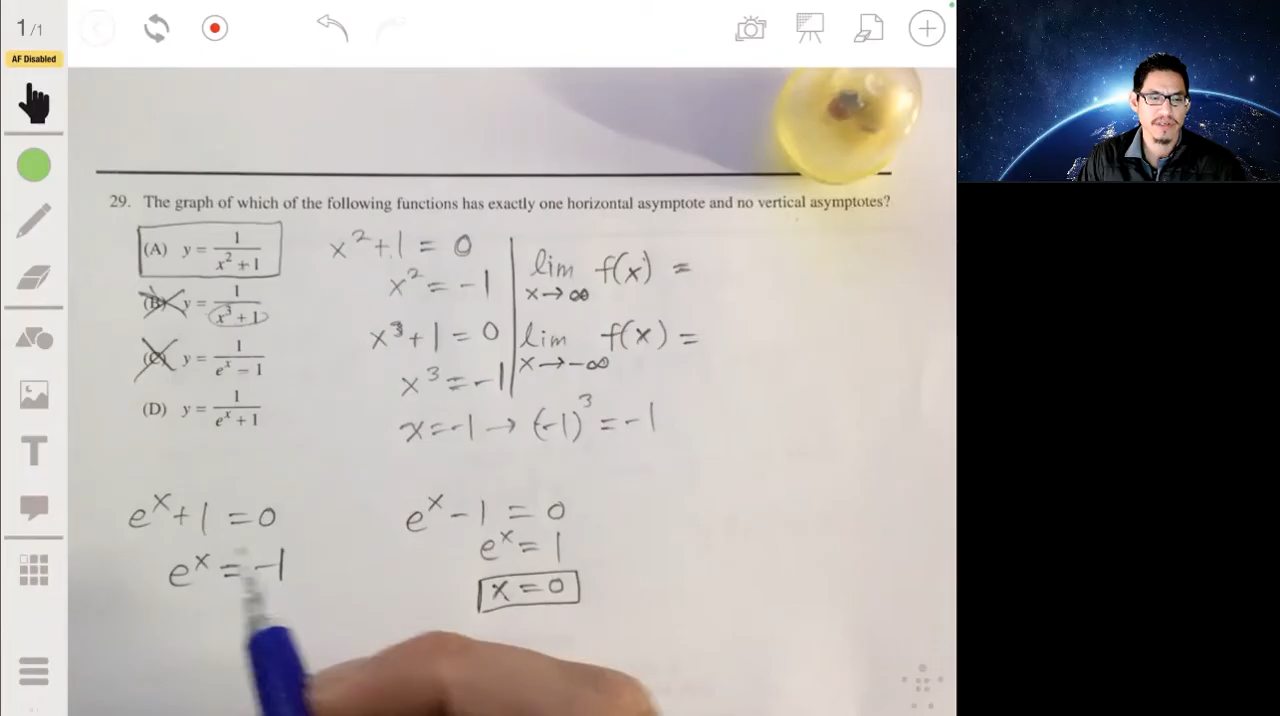 1/1
AF Disabled
29. The graph of which of the following functions has exactly one horizontal asymptote and no vertical asymptotes?
(A) y = 1/(x² + 1)
(B) y = 1/(x³ + 1)
(C) y = 1/(eˣ − 1)
(D) y = 1/(eˣ + 1)
x² + 1 = 0
x² = −1
x³ + 1 = 0
x³ = −1
x = −1 → (−1)³ = −1
lim x→∞ f(x) =
lim x→−∞ f(x) =
eˣ + 1 = 0
eˣ = −1
eˣ − 1 = 0
eˣ = 1
x = 0
T